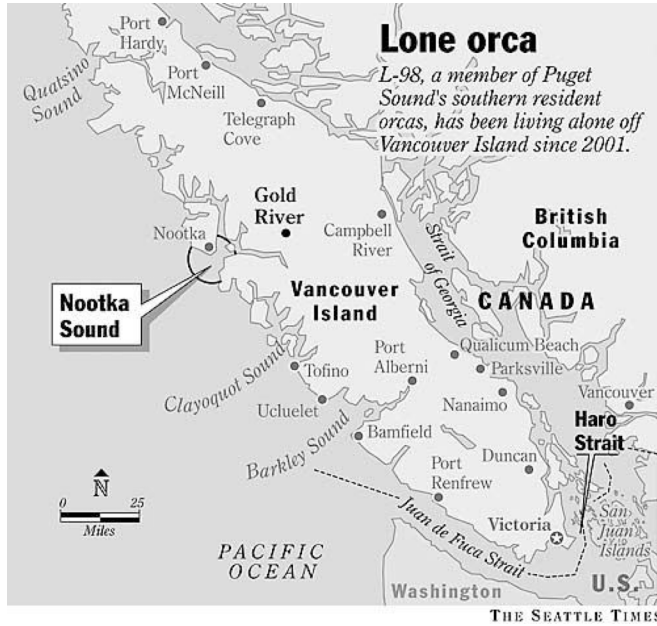 Lone orca
L-98, a member of Puget
Sound's southern resident
orcas, has been living alone off
Vancouver Island since 2001.
Port
Hardy
Quatsino
Sound
Port
McNeill
Telegraph
Cove
Gold
River
Nootka
Campbell
River
British
Columbia
Strait
of Georgia
Nootka
Sound
Vancouver
Island
CANADA
Clayoquot Sound
Tofino
Port
Alberni
Qualicum Beach
Parksville
Vancouver
Ucluelet
Nanaimo
Haro
Strait
Barkley Sound
Bamfield
Duncan
Port
Renfrew
N
0 25
Miles
Juan de Fuca Strait
Victoria
San
Juan
Islands
PACIFIC
OCEAN
Washington
U.S.
THE SEATTLE TIMES